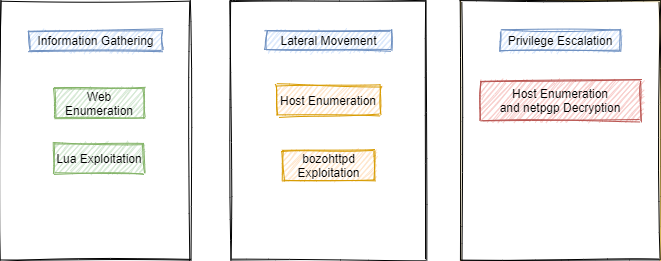 Information Gathering
Web
Enumeration
Lua Exploitation
Lateral Movement
Host Enumeration
bozohttpd
Exploitation
Privilege Escalation
Host Enumeration
and netpgp Decryption